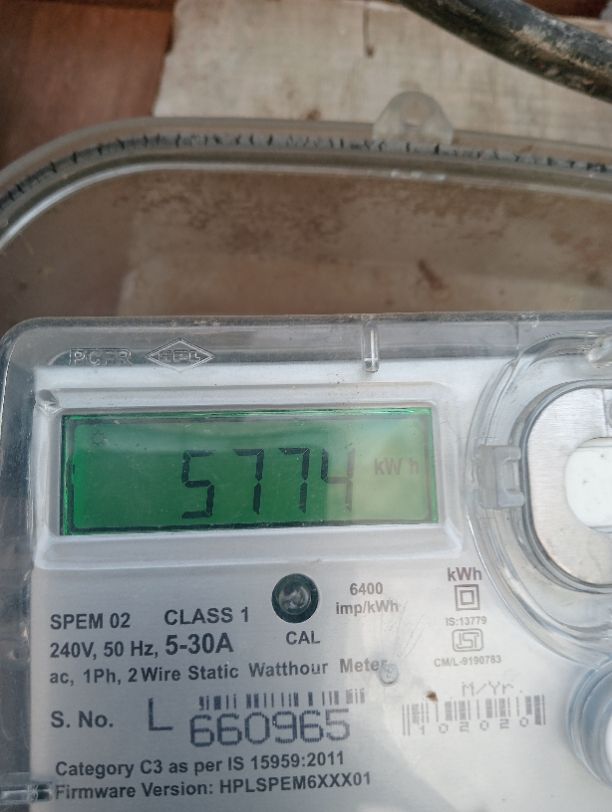 PCPR HPL
5774 kWh
SPEM 02 CLASS 1
6400
imp/kWh
kWh
240V, 50 Hz, 5-30A
CAL
IS:13779
ISI
CM/L-9190783
ac, 1Ph, 2 Wire Static Watthour Meter
M/Yr.
S. No. L 660965
102020
Category C3 as per IS 15959:2011
Firmware Version: HPLSPEM6XXX01